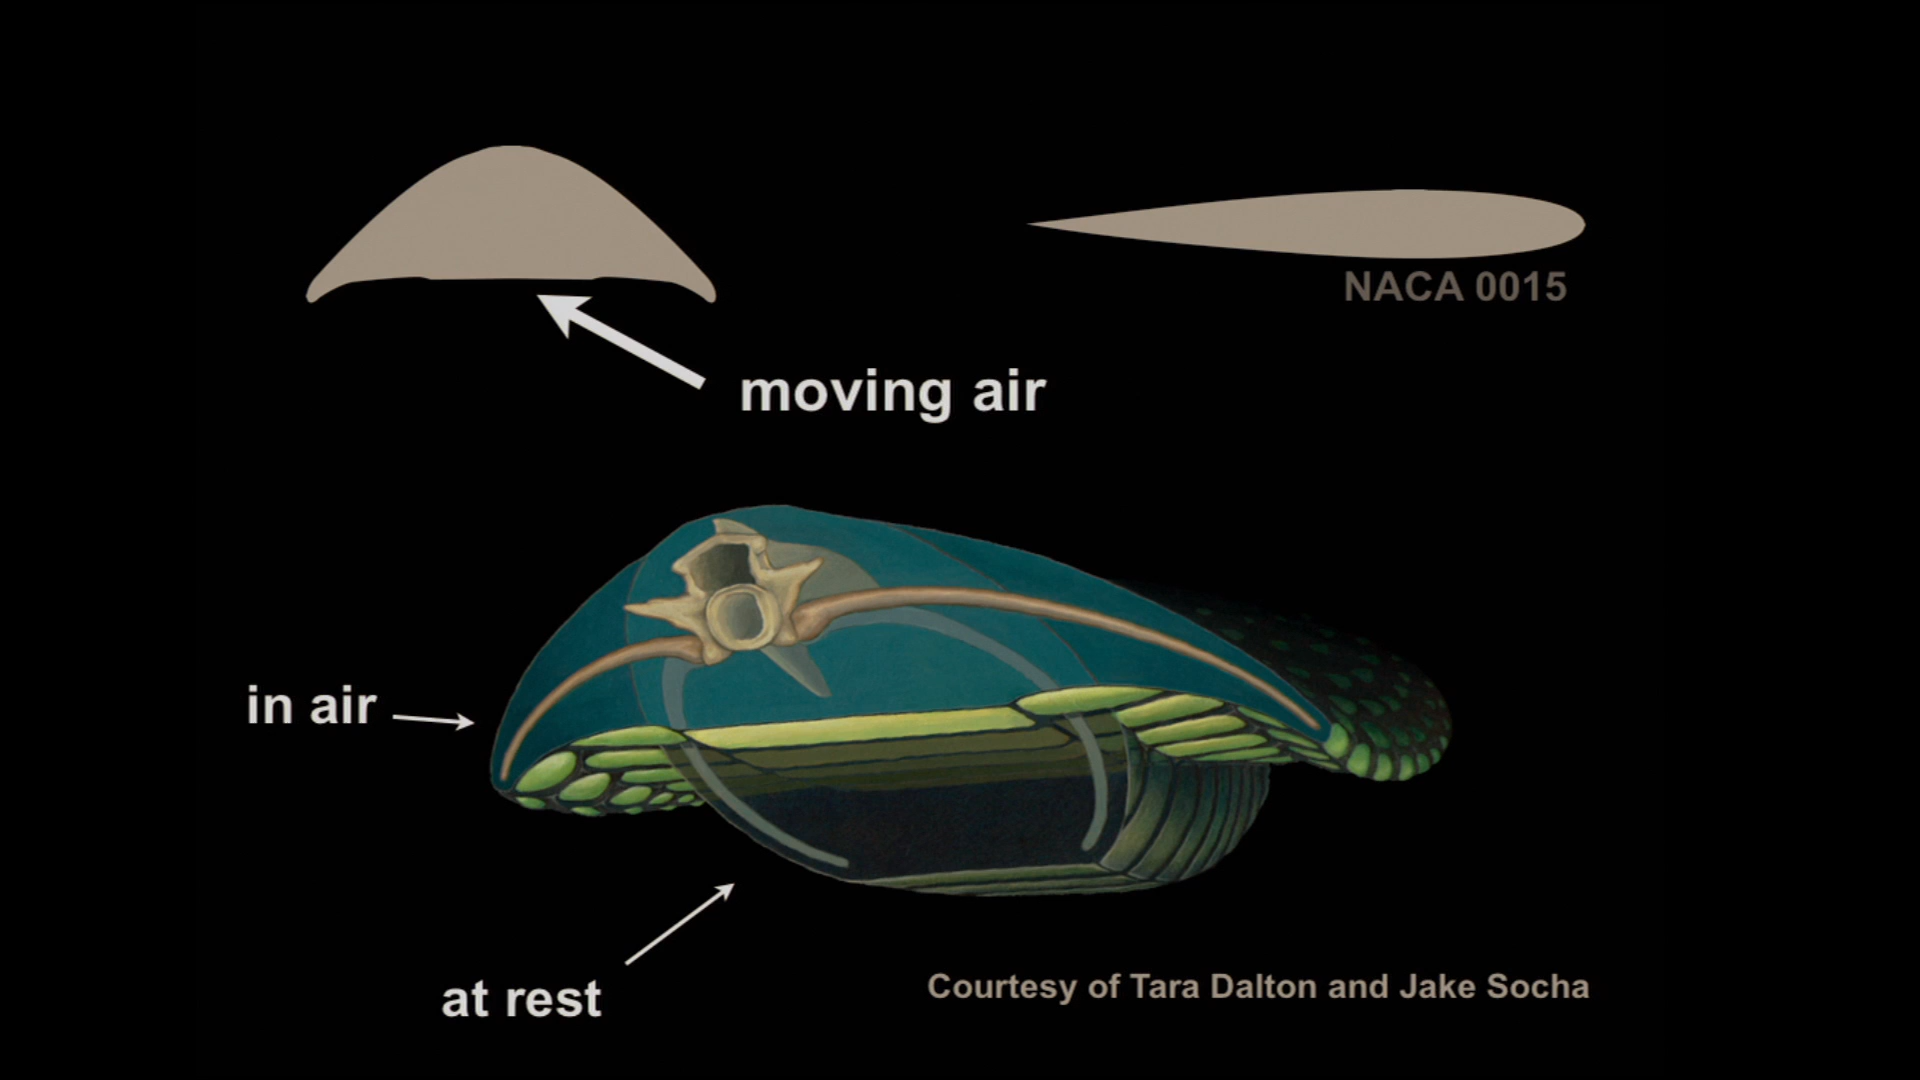 NACA 0015
moving air
in air
at rest
Courtesy of Tara Dalton and Jake Socha